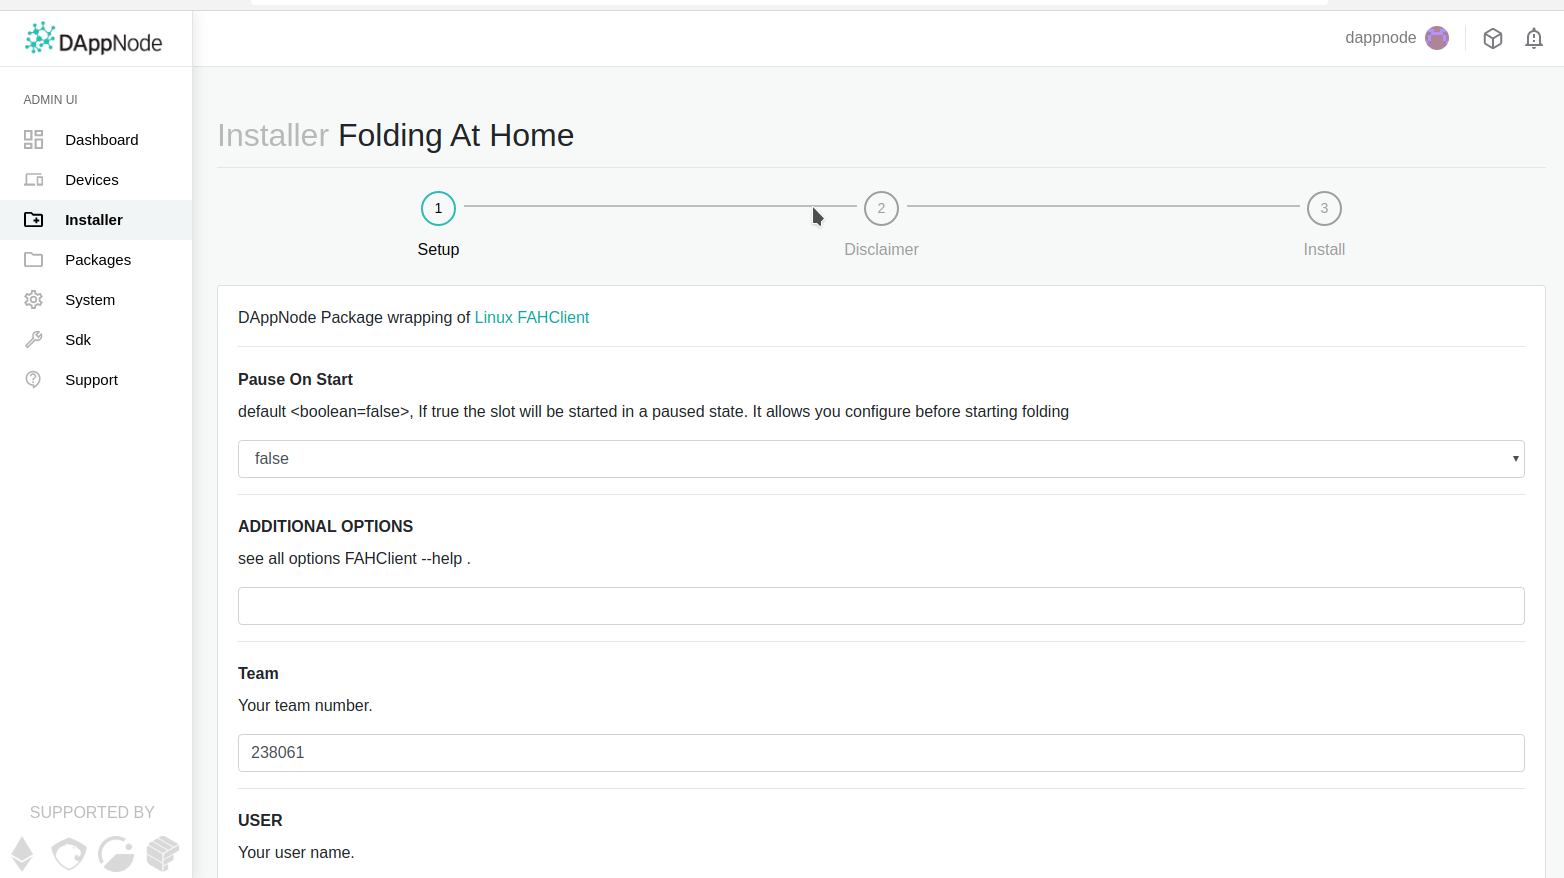 DAppNode
dappnode
ADMIN UI
Dashboard
Devices
Installer
Packages
System
Sdk
Support
SUPPORTED BY
Installer Folding At Home
1
2
3
Setup
Disclaimer
Install
DAppNode Package wrapping of Linux FAHClient
Pause On Start
default <boolean=false>, If true the slot will be started in a paused state. It allows you configure before starting folding
false
ADDITIONAL OPTIONS
see all options FAHClient --help .
Team
Your team number.
238061
USER
Your user name.